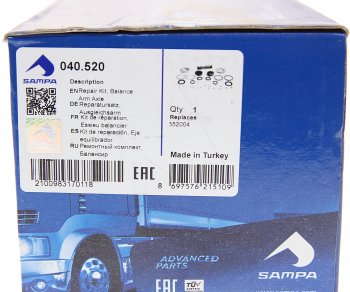 SAMPA
040.520
Description
EN Repair Kit, Balance
Arm Axle
DE Reparatursatz,
Ausgleichsarm
FR Kit de réparation,
Essieu balancier
ES Kit de reparación, Eje
equilibrador
RU Ремонтный комплект,
Балансир
Qty. 1
Replaces
552004
Made in Turkey
2100983170118
EAC
8 697576 215109
ADVANCED
PARTS
SAMPA
EAC
TÜV